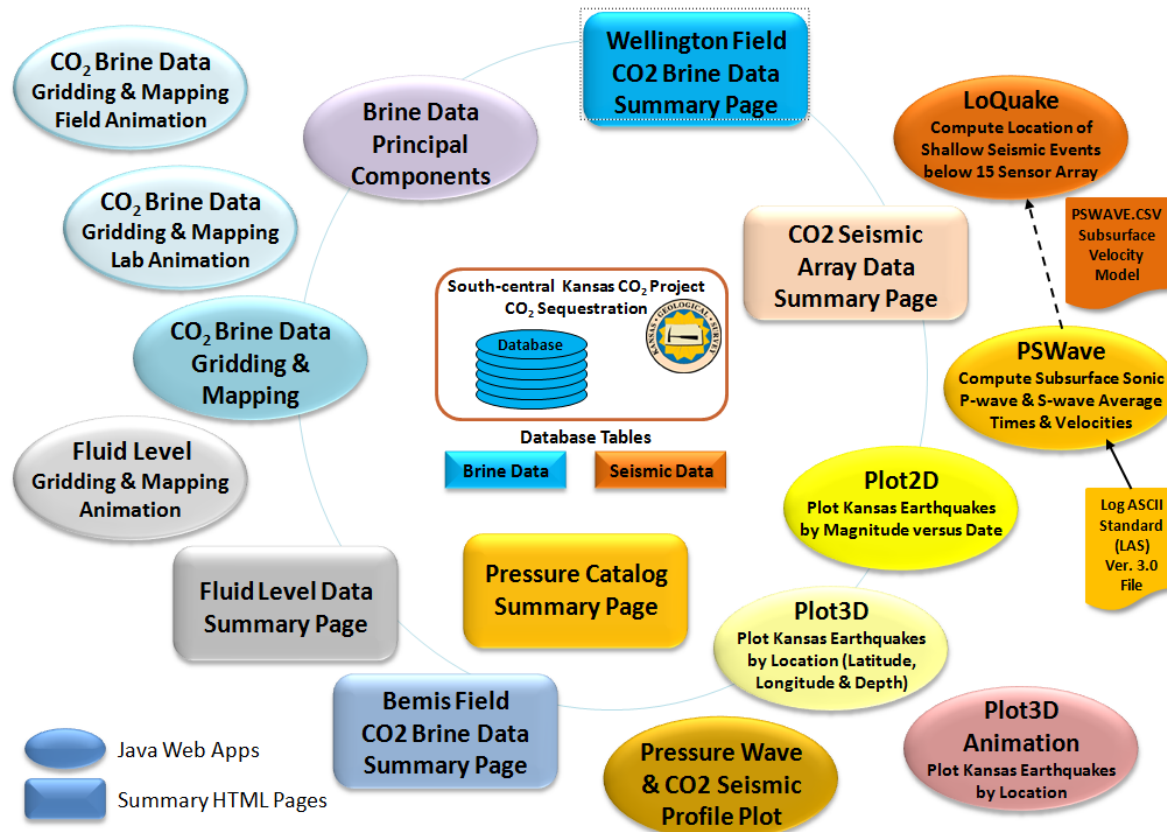 CO2 Brine Data
Gridding & Mapping
Field Animation
Brine Data
Principal
Components
Wellington Field
CO2 Brine Data
Summary Page
LoQuake
Compute Location of
Shallow Seismic Events
below 15 Sensor Array
CO2 Brine Data
Gridding & Mapping
Lab Animation
CO2 Seismic
Array Data
Summary Page
PSWAVE.CSV
Subsurface
Velocity
Model
South-central Kansas CO2 Project
CO2 Sequestration
Database
KANSAS GEOLOGICAL SURVEY
CO2 Brine Data
Gridding &
Mapping
PSWave
Compute Subsurface Sonic
P-wave & S-wave Average
Times & Velocities
Database Tables
Brine Data
Seismic Data
Fluid Level
Gridding & Mapping
Animation
Plot2D
Plot Kansas Earthquakes
by Magnitude versus Date
Log ASCII
Standard
(LAS)
Ver. 3.0
File
Fluid Level Data
Summary Page
Pressure Catalog
Summary Page
Plot3D
Plot Kansas Earthquakes
by Location (Latitude,
Longitude & Depth)
Bemis Field
CO2 Brine Data
Summary Page
Pressure Wave
& CO2 Seismic
Profile Plot
Plot3D
Animation
Plot Kansas Earthquakes
by Location
Java Web Apps
Summary HTML Pages